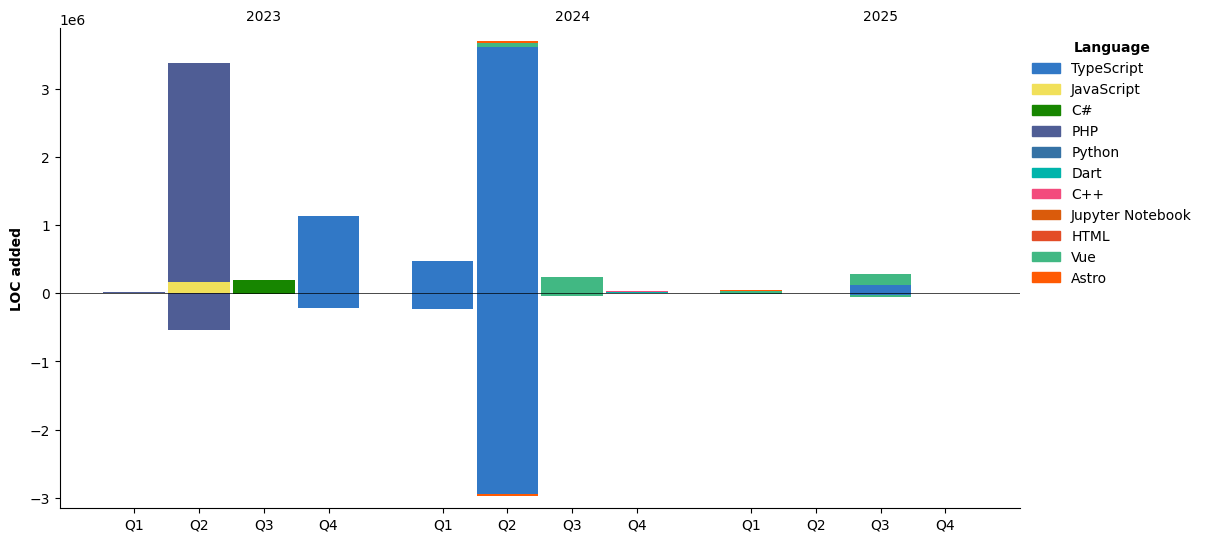 2023 2024 2025
1e6
3
2
1
0
−1
−2
−3
LOC added
Q1 Q2 Q3 Q4 Q1 Q2 Q3 Q4 Q1 Q2 Q3 Q4
Language
TypeScript
JavaScript
C#
PHP
Python
Dart
C++
Jupyter Notebook
HTML
Vue
Astro